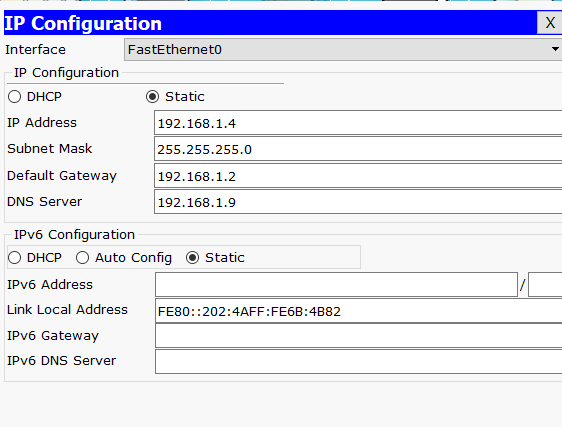 IP Configuration X
Interface FastEthernet0
IP Configuration
DHCP Static
IP Address 192.168.1.4
Subnet Mask 255.255.255.0
Default Gateway 192.168.1.2
DNS Server 192.168.1.9
IPv6 Configuration
DHCP Auto Config Static
IPv6 Address /
Link Local Address FE80::202:4AFF:FE6B:4B82
IPv6 Gateway
IPv6 DNS Server